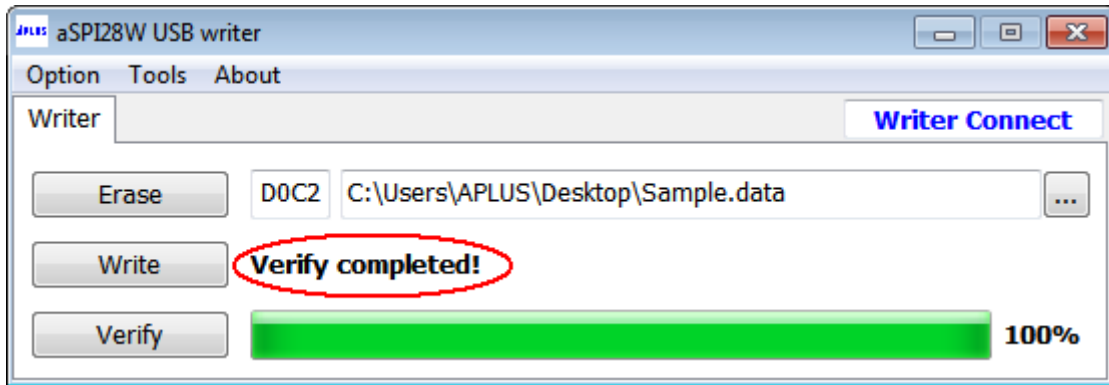 APLUS aSPI28W USB writer
Option Tools About
Writer Writer Connect
Erase D0C2 C:\Users\APLUS\Desktop\Sample.data ...
Write Verify completed!
Verify 100%